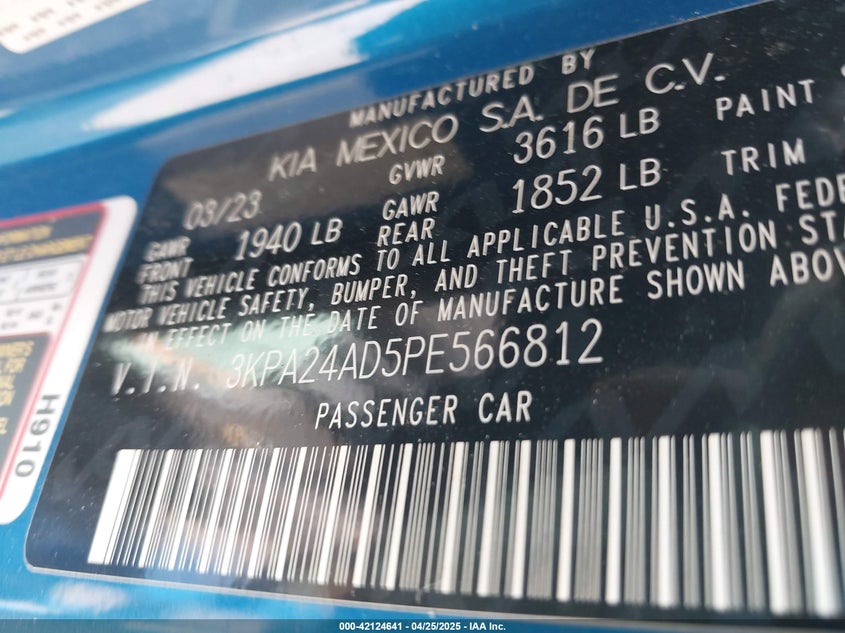 MANUFACTURED BY
KIA MEXICO S.A. DE C.V.
03/23 GVWR 3616 LB PAINT
GAWR FRONT 1940 LB GAWR REAR 1852 LB TRIM
THIS VEHICLE CONFORMS TO ALL APPLICABLE U.S.A. FEDE
MOTOR VEHICLE SAFETY, BUMPER, AND THEFT PREVENTION STA
IN EFFECT ON THE DATE OF MANUFACTURE SHOWN ABOV
V.I.N. 3KPA24AD5PE566812
PASSENGER CAR
H910
000-42124641 - 04/25/2025 - IAA Inc.